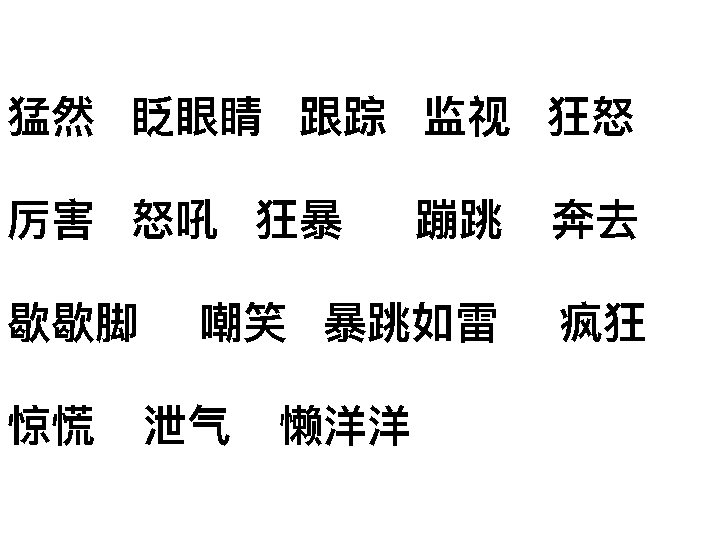 猛然 眨眼睛 跟踪 监视 狂怒
厉害 怒吼 狂暴 蹦跳 奔去
歇歇脚 嘲笑 暴跳如雷 疯狂
惊慌 泄气 懒洋洋